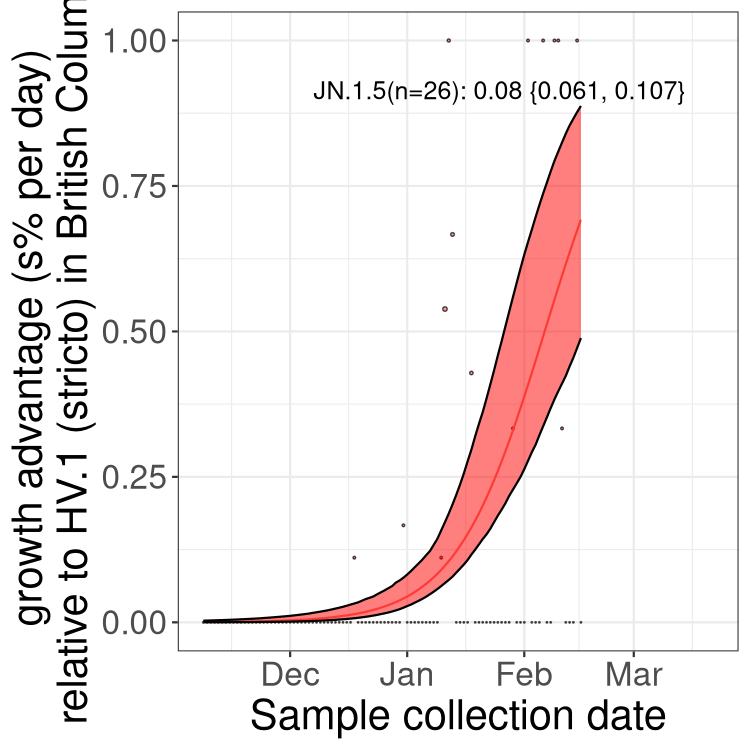 growth advantage (s% per day)
relative to HV.1 (stricto) in British Colum
1.00
0.75
0.50
0.25
0.00
JN.1.5(n=26): 0.08 {0.061, 0.107}
Dec Jan Feb Mar
Sample collection date